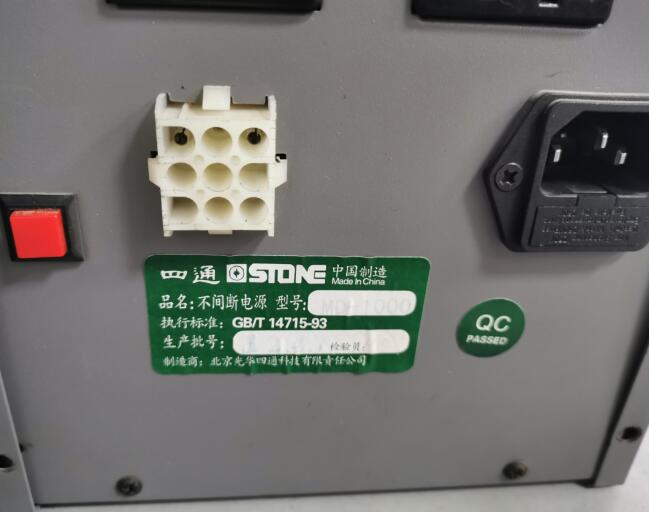 四通 STONE 中国制造
Made In China
品名: 不间断电源 型号: MD-1000
执行标准: GB/T 14715-93
生产批号: 检验员:
制造商: 北京光华四通科技有限责任公司
QC
PASSED